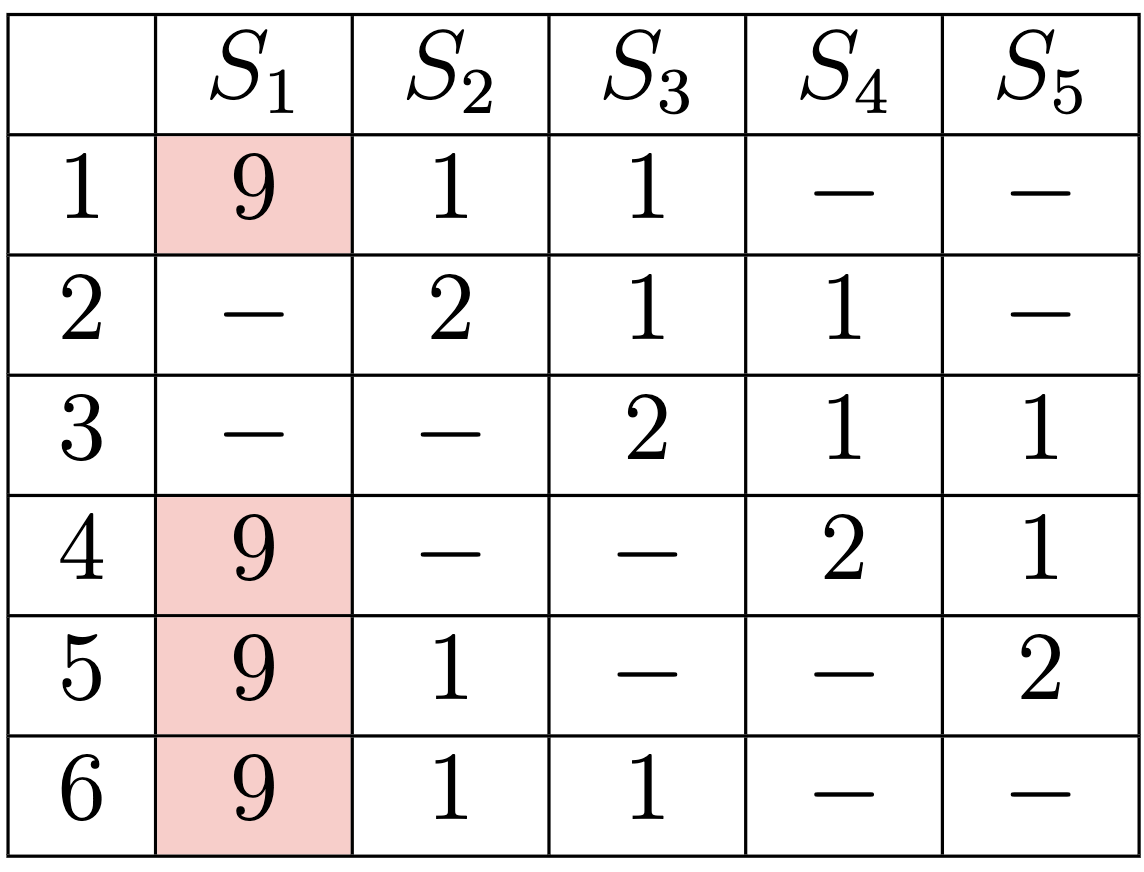 S₁ S₂ S₃ S₄ S₅
1 9 1 1 – –
2 – 2 1 1 –
3 – – 2 1 1
4 9 – – 2 1
5 9 1 – – 2
6 9 1 1 – –